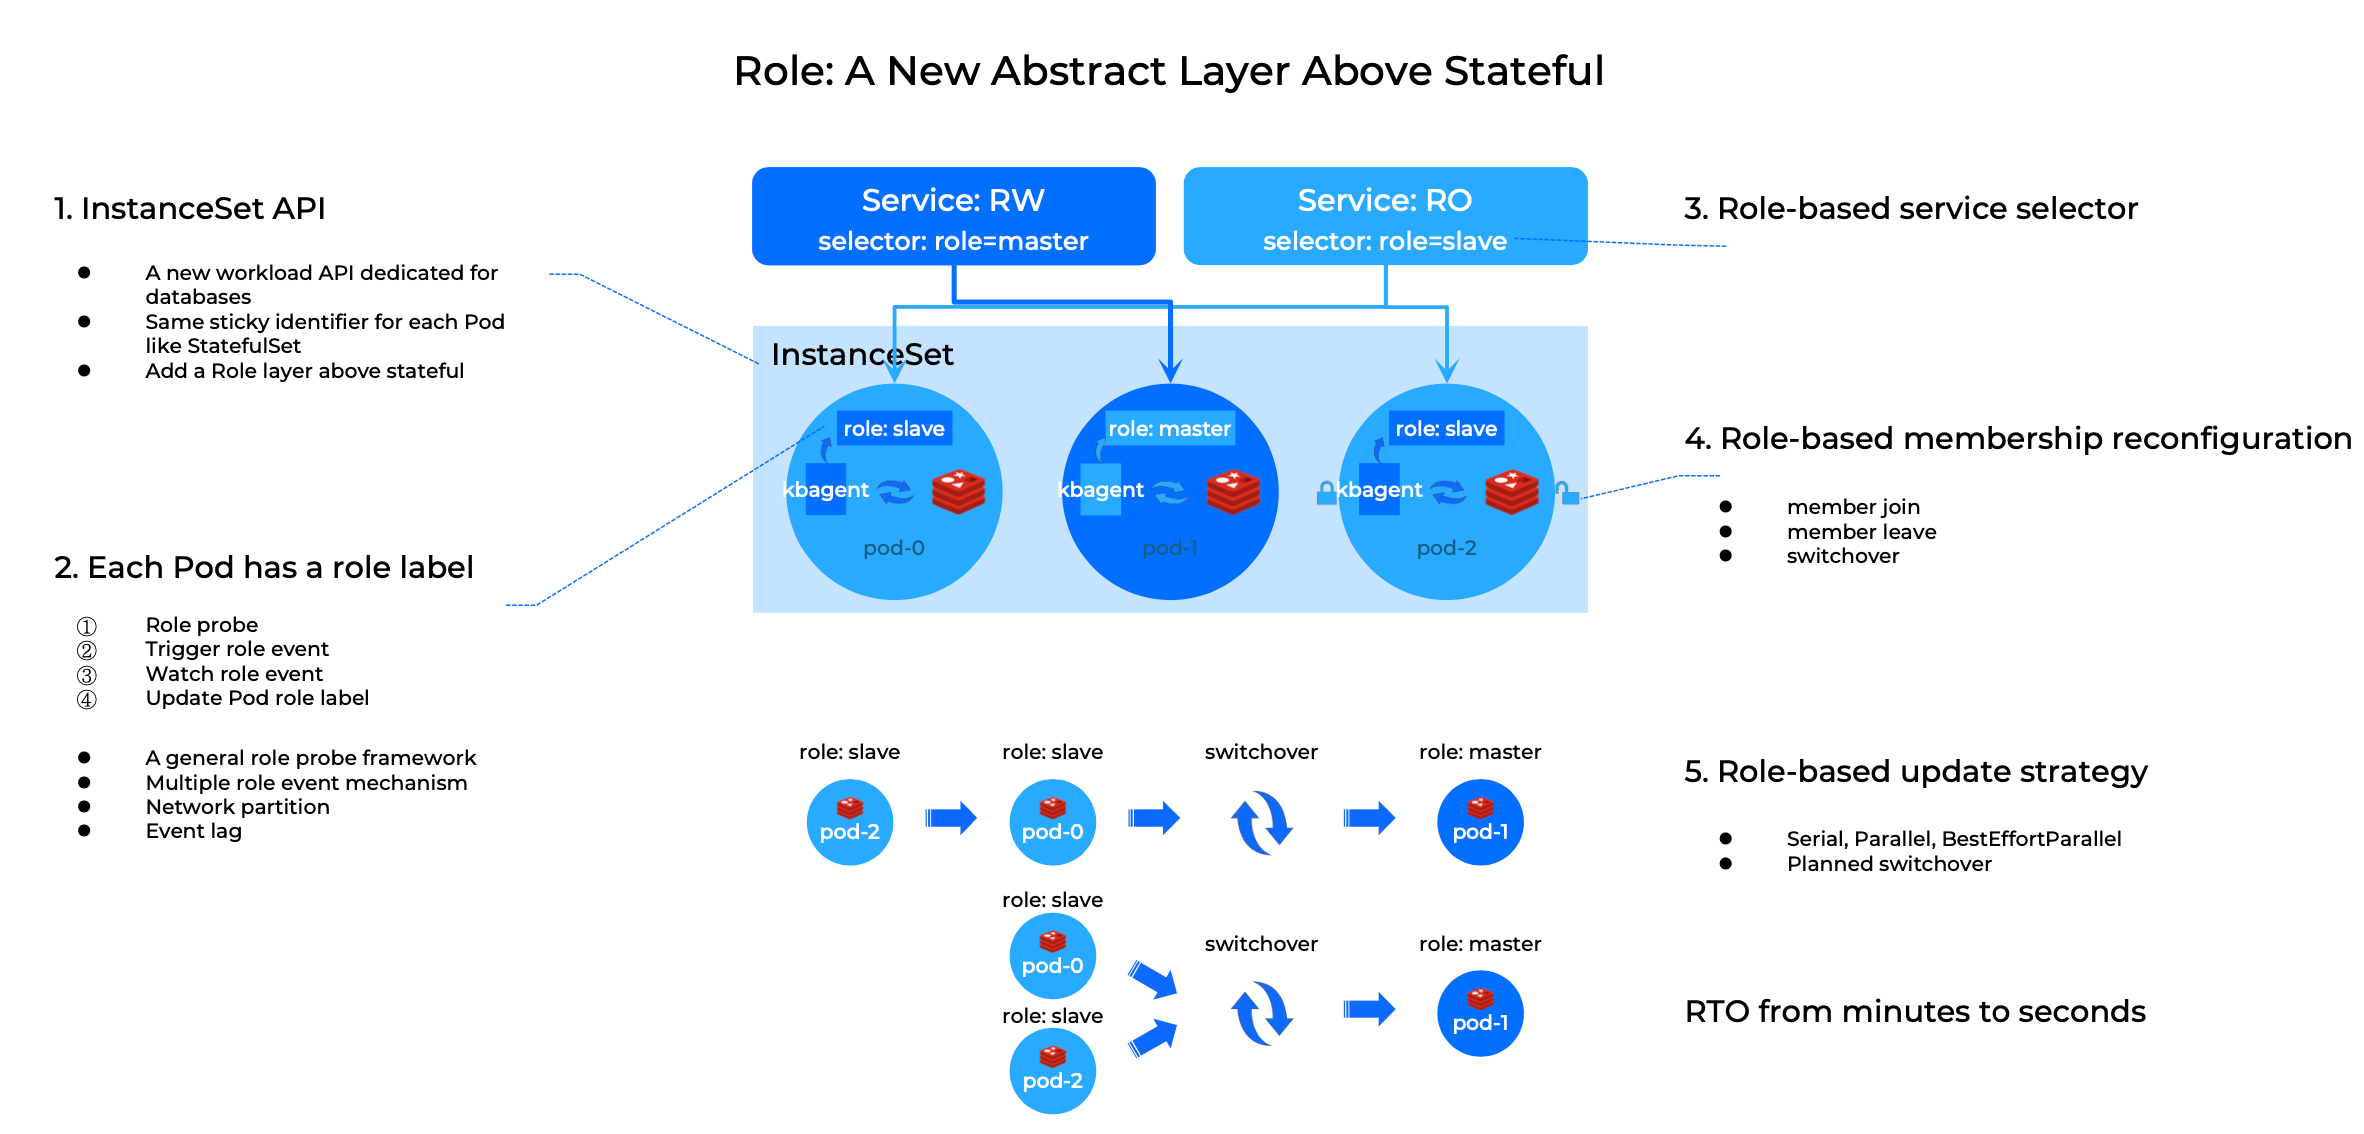 Role: A New Abstract Layer Above Stateful
1. InstanceSet API
● A new workload API dedicated for
databases
● Same sticky identifier for each Pod
like StatefulSet
● Add a Role layer above stateful
2. Each Pod has a role label
① Role probe
② Trigger role event
③ Watch role event
④ Update Pod role label
● A general role probe framework
● Multiple role event mechanism
● Network partition
● Event lag
Service: RW
selector: role=master
Service: RO
selector: role=slave
InstanceSet
role: slave
kbagent
pod-0
role: master
kbagent
pod-1
role: slave
kbagent
pod-2
role: slave
pod-2
role: slave
pod-0
switchover
role: master
pod-1
role: slave
pod-0
role: slave
pod-2
switchover
role: master
pod-1
3. Role-based service selector
4. Role-based membership reconfiguration
● member join
● member leave
● switchover
5. Role-based update strategy
● Serial, Parallel, BestEffortParallel
● Planned switchover
RTO from minutes to seconds